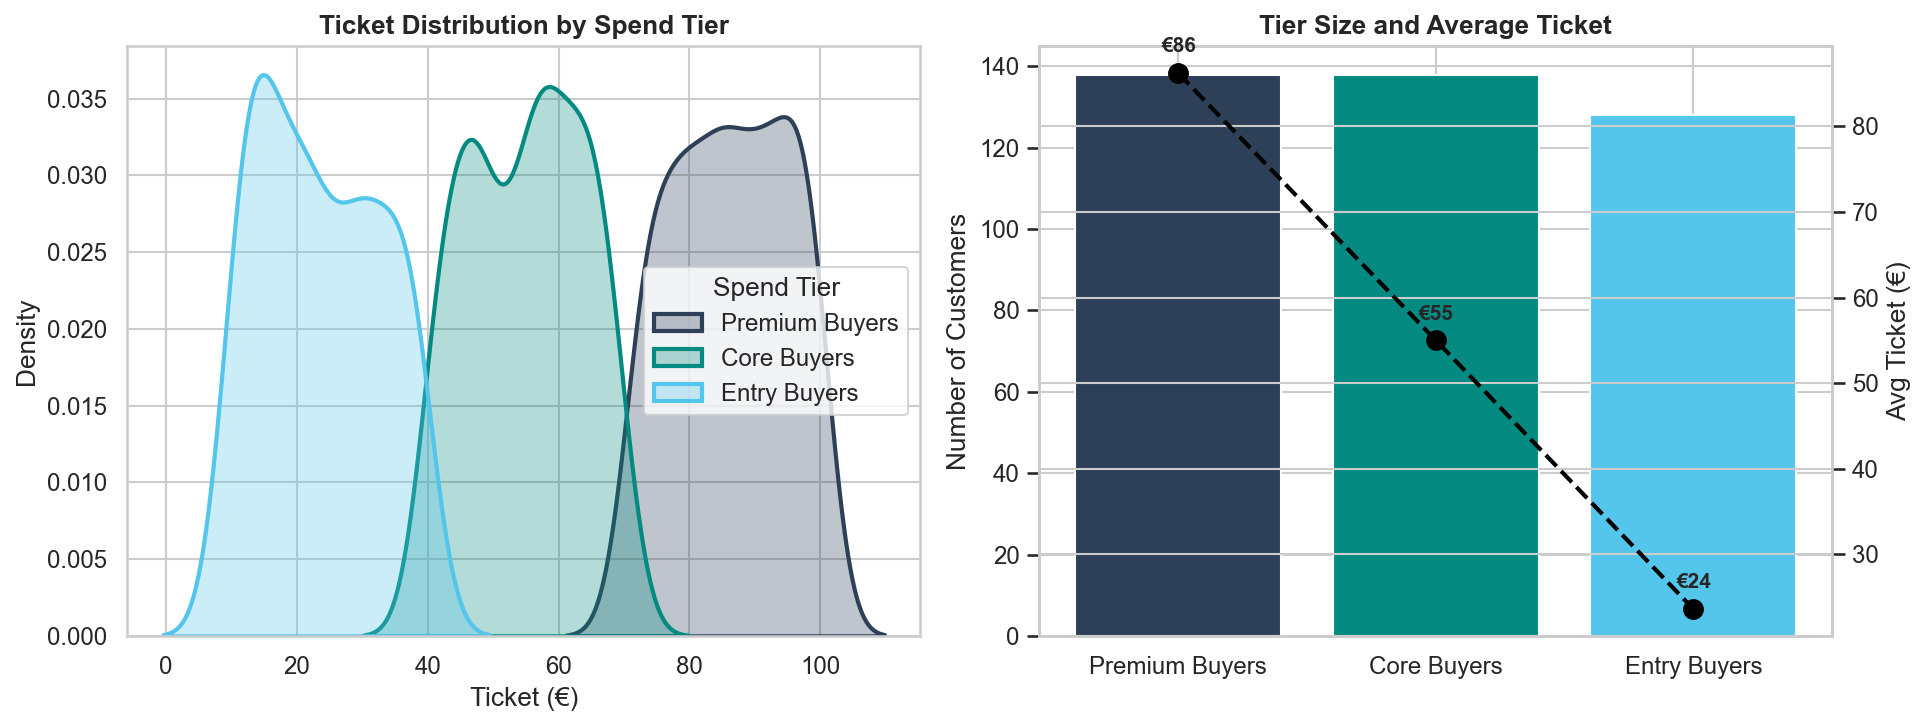 Ticket Distribution by Spend Tier
Density
0.035
0.030
0.025
0.020
0.015
0.010
0.005
0.000
0 20 40 60 80 100
Ticket (€)
Spend Tier
Premium Buyers
Core Buyers
Entry Buyers
Tier Size and Average Ticket
Number of Customers
140
120
100
80
60
40
20
0
€86
€55
€24
80
70
60
50
40
30
Avg Ticket (€)
Premium Buyers Core Buyers Entry Buyers